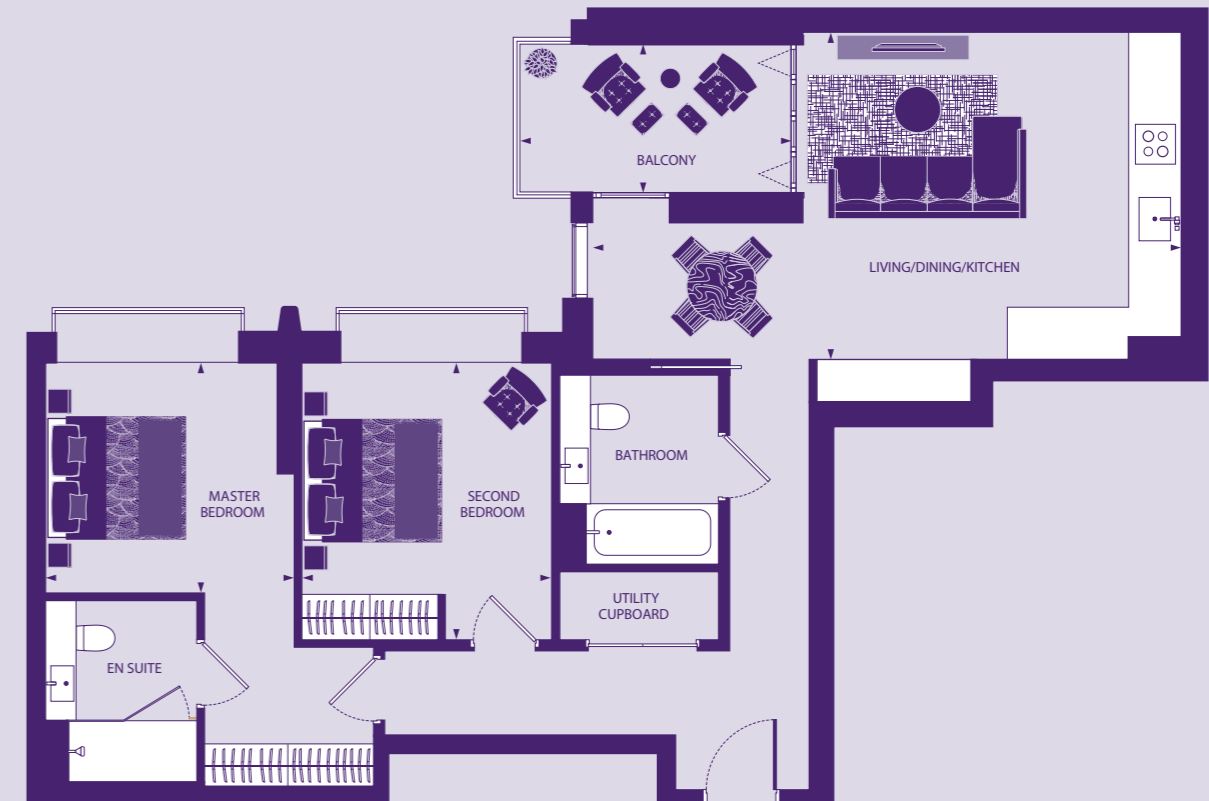 BALCONY
LIVING/DINING/KITCHEN
BATHROOM
MASTER
BEDROOM
SECOND
BEDROOM
UTILITY
CUPBOARD
EN SUITE